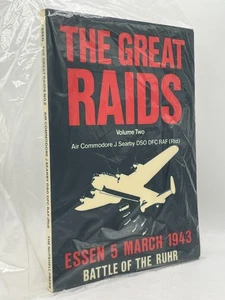 THE GREAT
RAIDS
Volume Two
Air Commodore J Searby DSO DFC RAF (Rtd)
ESSEN 5 MARCH 1943
BATTLE OF THE RUHR